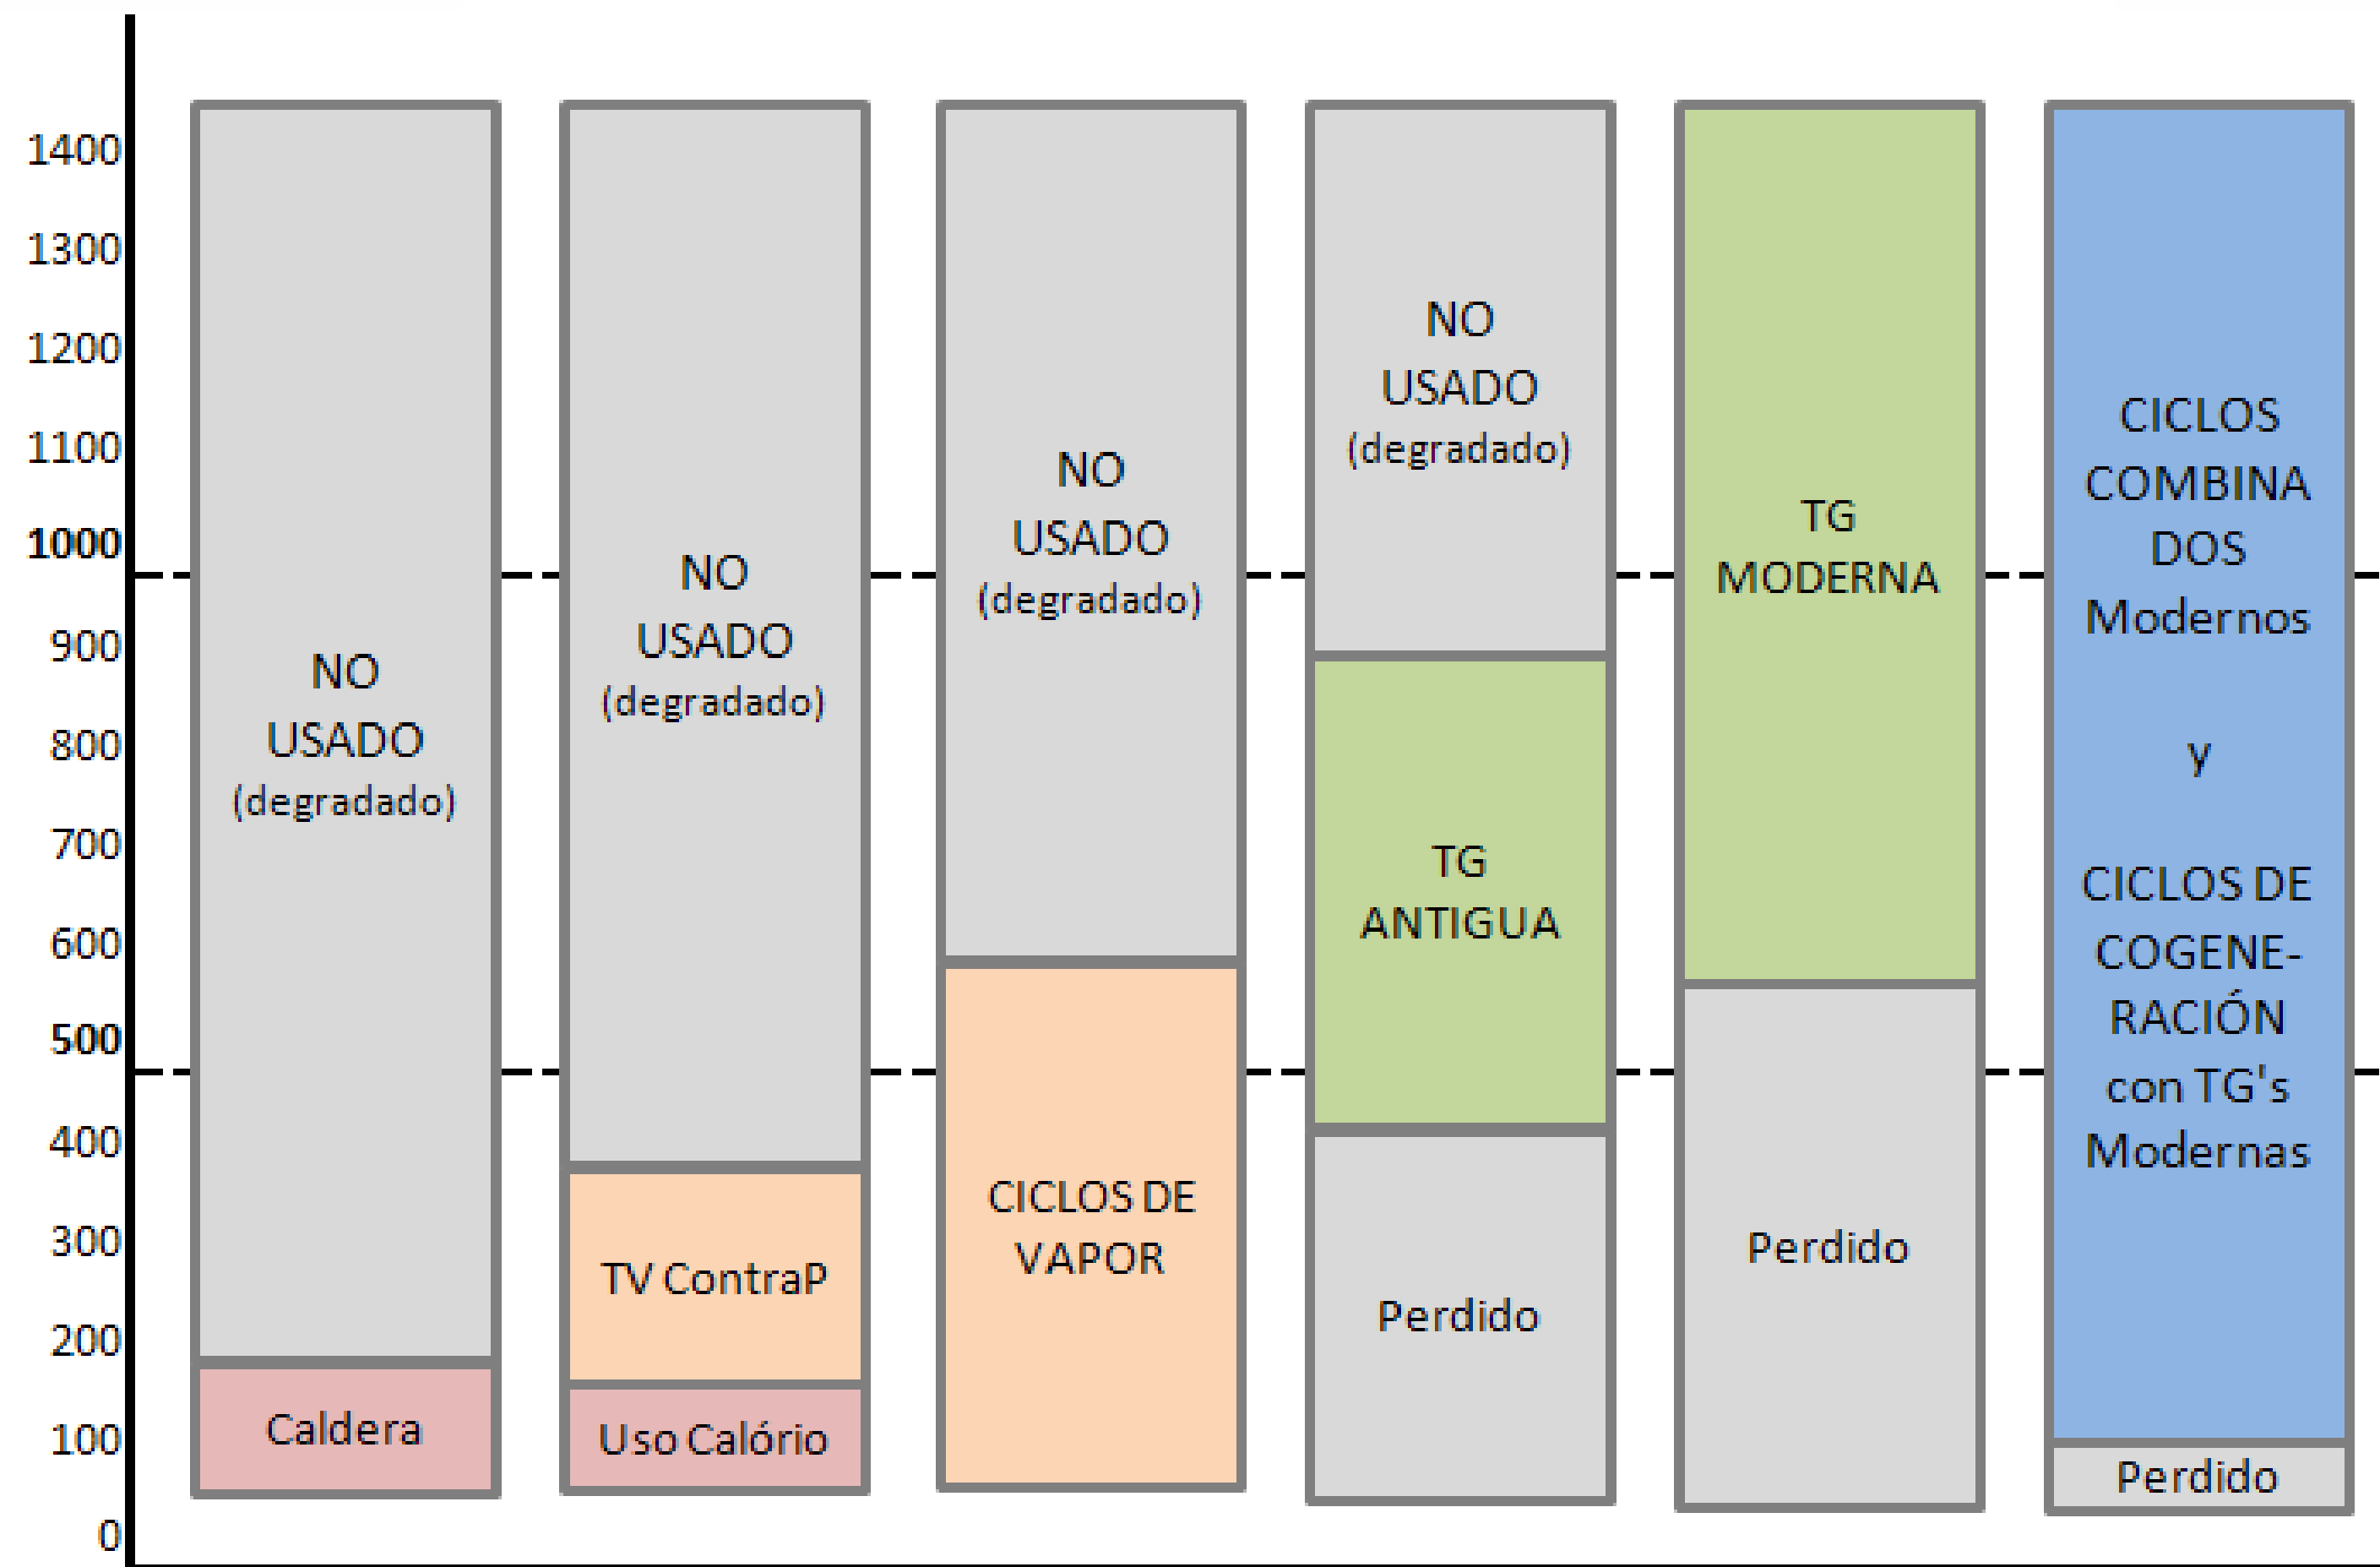 1400
1300
1200
1100
1000
900
800
700
600
500
400
300
200
100
0
NO
USADO
(degradado)
Caldera
NO
USADO
(degradado)
TV ContraP
Uso Calório
NO
USADO
(degradado)
CICLOS DE
VAPOR
NO
USADO
(degradado)
TG
ANTIGUA
Perdido
TG
MODERNA
Perdido
CICLOS
COMBINA
DOS
Modernos
y
CICLOS DE
COGENE-
RACIÓN
con TG's
Modernas
Perdido